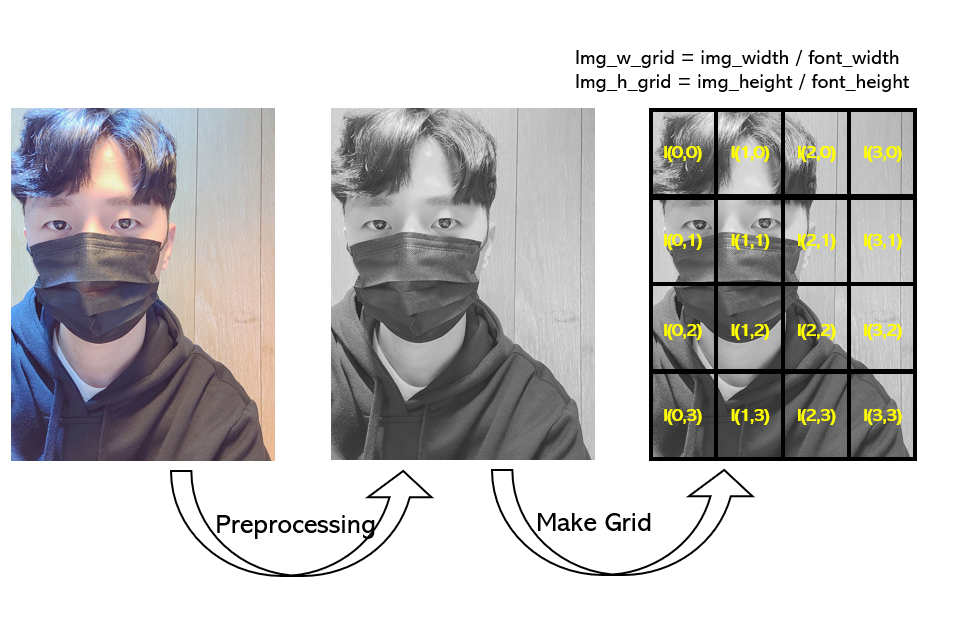 Img_w_grid = img_width / font_width
Img_h_grid = img_height / font_height
I(0,0) I(1,0) I(2,0) I(3,0)
I(0,1) I(1,1) I(2,1) I(3,1)
I(0,2) I(1,2) I(2,2) I(3,2)
I(0,3) I(1,3) I(2,3) I(3,3)
Preprocessing
Make Grid